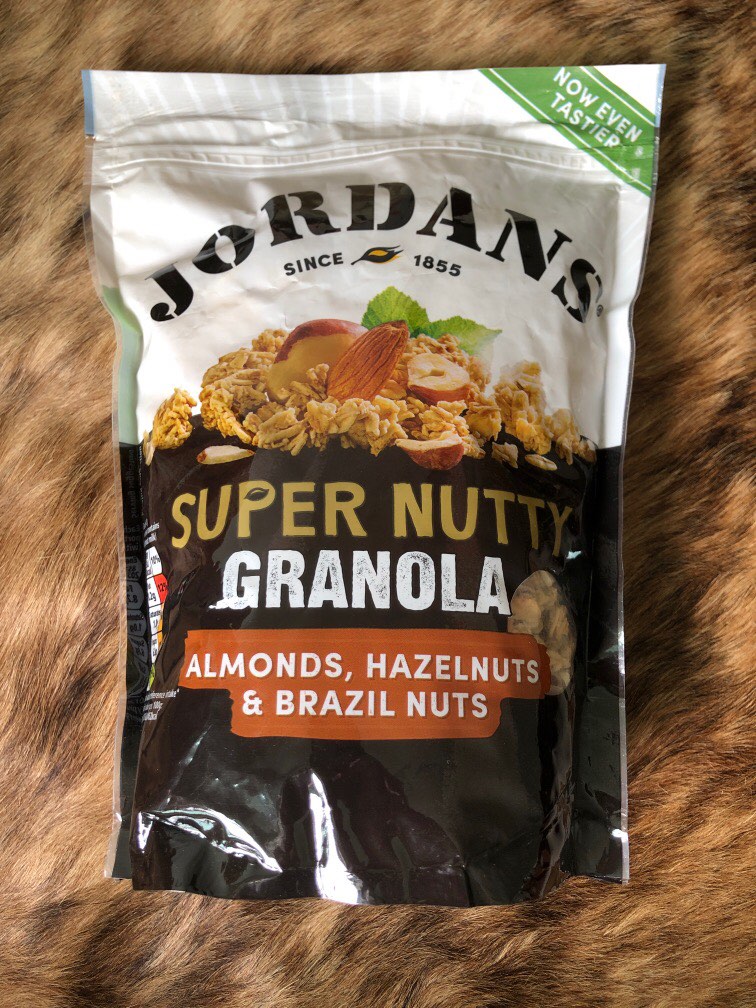 NOW EVEN
TASTIER
JORDANS
SINCE 1855
SUPER NUTTY
GRANOLA
ALMONDS, HAZELNUTS
& BRAZIL NUTS